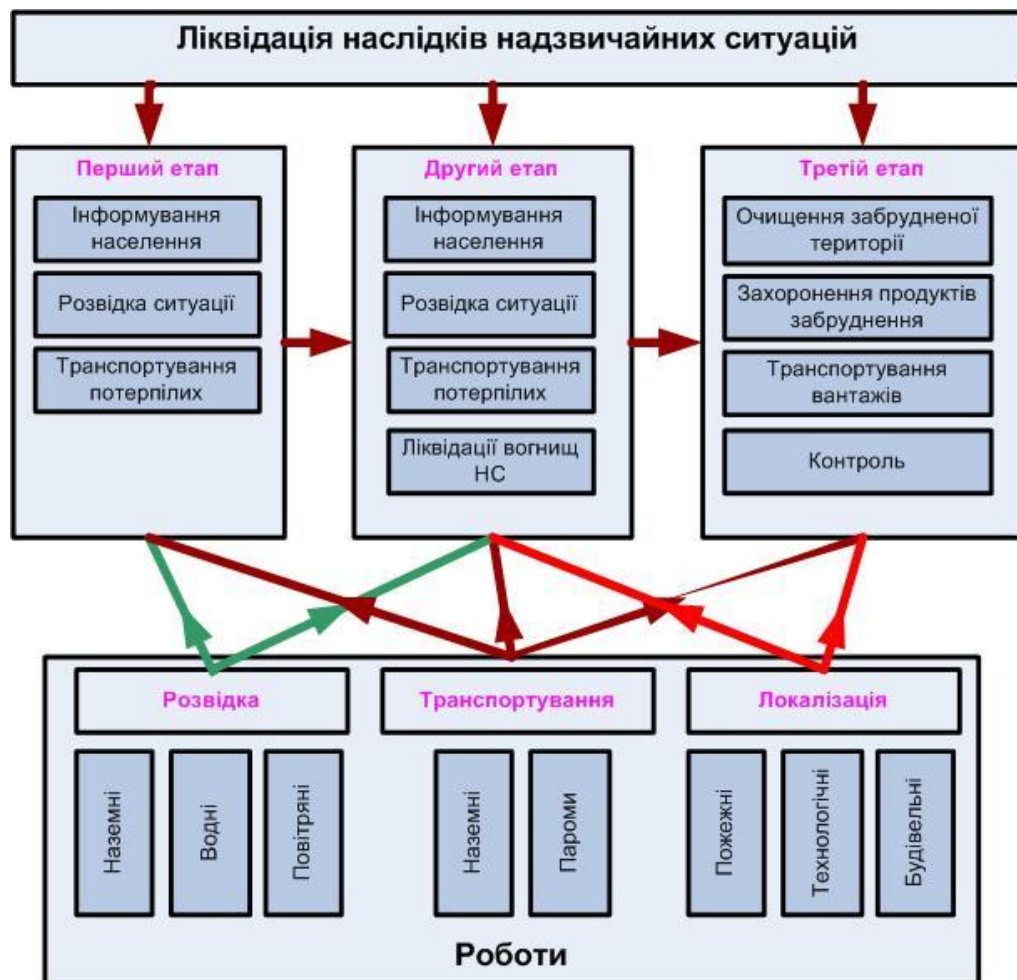 Ліквідація наслідків надзвичайних ситуацій
Перший етап
Інформування
населення
Розвідка ситуації
Транспортування
потерпілих
Другий етап
Інформування
населення
Розвідка ситуації
Транспортування
потерпілих
Ліквідації вогнищ
НС
Третій етап
Очищення забрудненої
території
Захоронення продуктів
забруднення
Транспортування
вантажів
Контроль
Розвідка
Наземні
Водні
Повітряні
Транспортування
Наземні
Пароми
Локалізація
Пожежні
Технологічні
Будівельні
Роботи